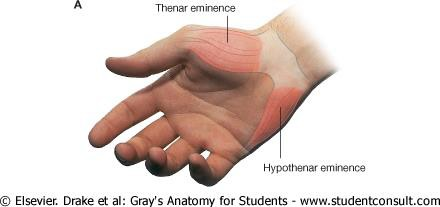 A
Thenar eminence
Hypothenar eminence
© Elsevier. Drake et al: Gray's Anatomy for Students - www.studentconsult.com